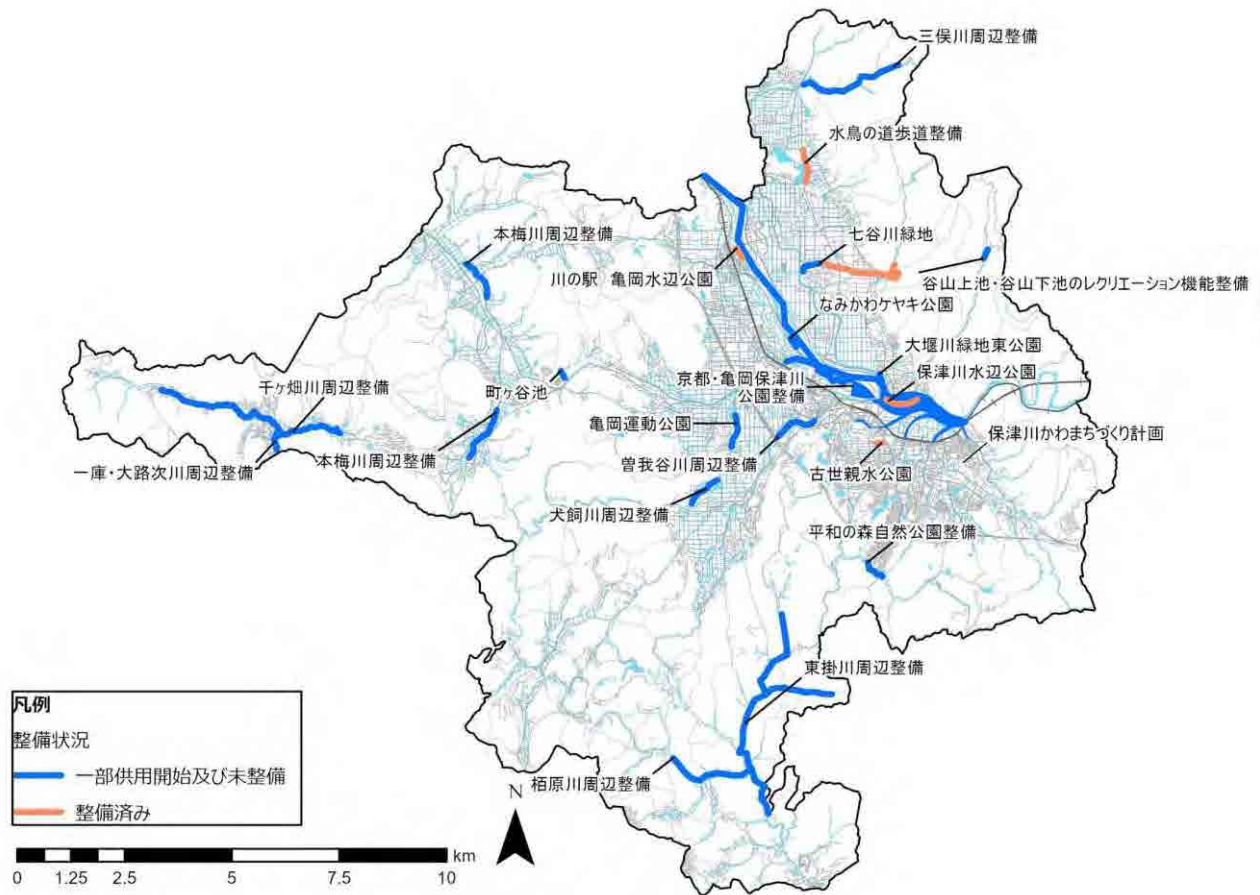 三俣川周辺整備
水鳥の道歩道整備
本梅川周辺整備
七谷川緑地
川の駅 亀岡水辺公園
谷山上池・谷山下池のレクリエーション機能整備
なみかわケヤキ公園
大堰川緑地東公園
京都・亀岡保津川
公園整備
保津川水辺公園
千ヶ畑川周辺整備
町ヶ谷池
亀岡運動公園
保津川かわまちづくり計画
一庫・大路次川周辺整備
本梅川周辺整備
曽我谷川周辺整備
古世親水公園
犬飼川周辺整備
平和の森自然公園整備
東掛川周辺整備
栢原川周辺整備
凡例
整備状況
一部供用開始及び未整備
整備済み
N
km
0 1.25 2.5 5 7.5 10